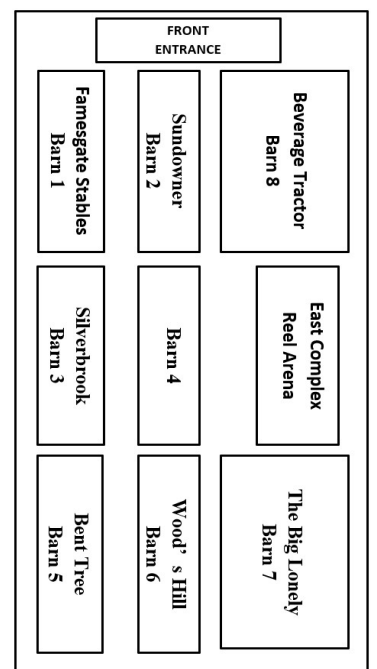 FRONT
ENTRANCE
Famesgate Stables
Barn 1
Sundowner
Barn 2
Beverage Tractor
Barn 8
Silverbrook
Barn 3
Barn 4
East Complex
Reel Arena
Bent Tree
Barn 5
Wood’ s Hill
Barn 6
The Big Lonely
Barn 7